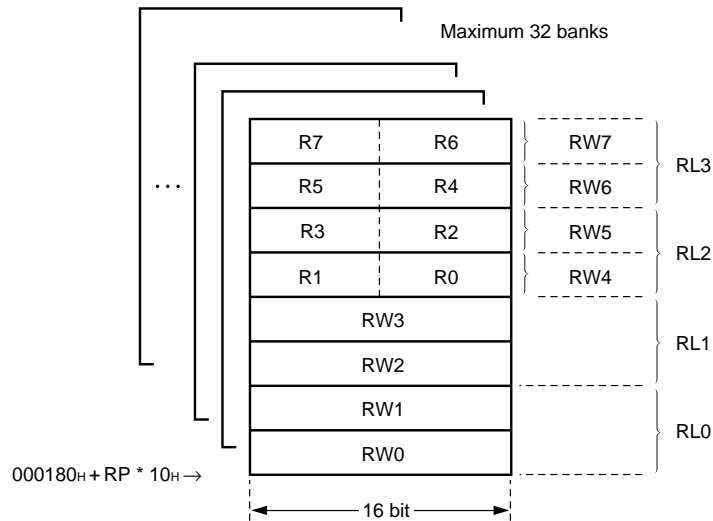 Maximum 32 banks
R7 R6 RW7
RL3
... R5 R4 RW6
R3 R2 RW5
RL2
R1 R0 RW4
RW3
RL1
RW2
RW1
RL0
RW0
000180H + RP * 10H →
16 bit